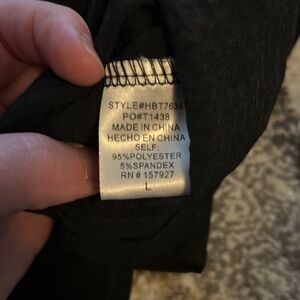 STYLE#HBT7634
PO#T1438
MADE IN CHINA
HECHO EN CHINA
SELF:
95%POLYESTER
5%SPANDEX
RN # 157927
L